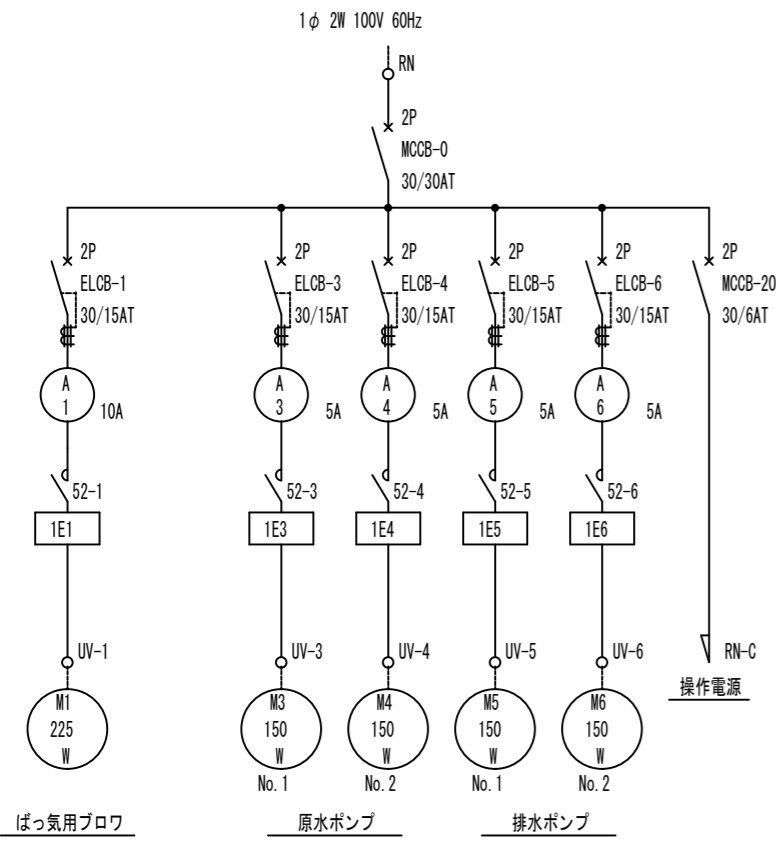 1φ 2W 100V 60Hz
RN
2P
MCCB-0
30/30AT
2P
ELCB-1
30/15AT
2P
ELCB-3
30/15AT
2P
ELCB-4
30/15AT
2P
ELCB-5
30/15AT
2P
ELCB-6
30/15AT
2P
MCCB-20
30/6AT
A
1
10A
A
3
5A
A
4
5A
A
5
5A
A
6
5A
52-1
52-3
52-4
52-5
52-6
1E1
1E3
1E4
1E5
1E6
UV-1
UV-3
UV-4
UV-5
UV-6
RN-C
操作電源
M1
225
W
M3
150
W
No.1
M4
150
W
No.2
M5
150
W
No.1
M6
150
W
No.2
ばっ気用ブロワ
原水ポンプ
排水ポンプ